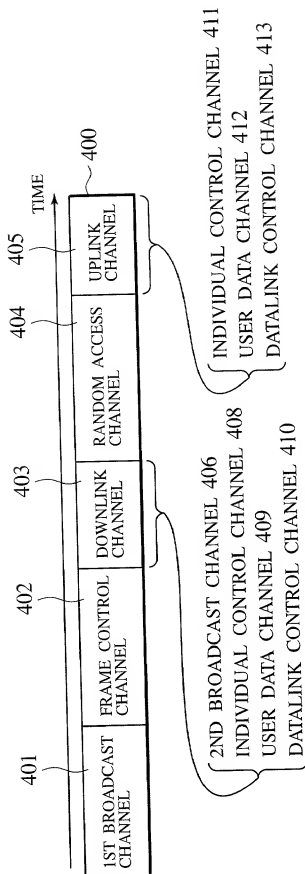 TIME
401
402
403
404
405
400
1ST BROADCAST
CHANNEL
FRAME CONTROL
CHANNEL
DOWNLINK
CHANNEL
RANDOM ACCESS
CHANNEL
UPLINK
CHANNEL
2ND BROADCAST CHANNEL 406
INDIVIDUAL CONTROL CHANNEL 408
USER DATA CHANNEL 409
DATALINK CONTROL CHANNEL 410
INDIVIDUAL CONTROL CHANNEL 411
USER DATA CHANNEL 412
DATALINK CONTROL CHANNEL 413